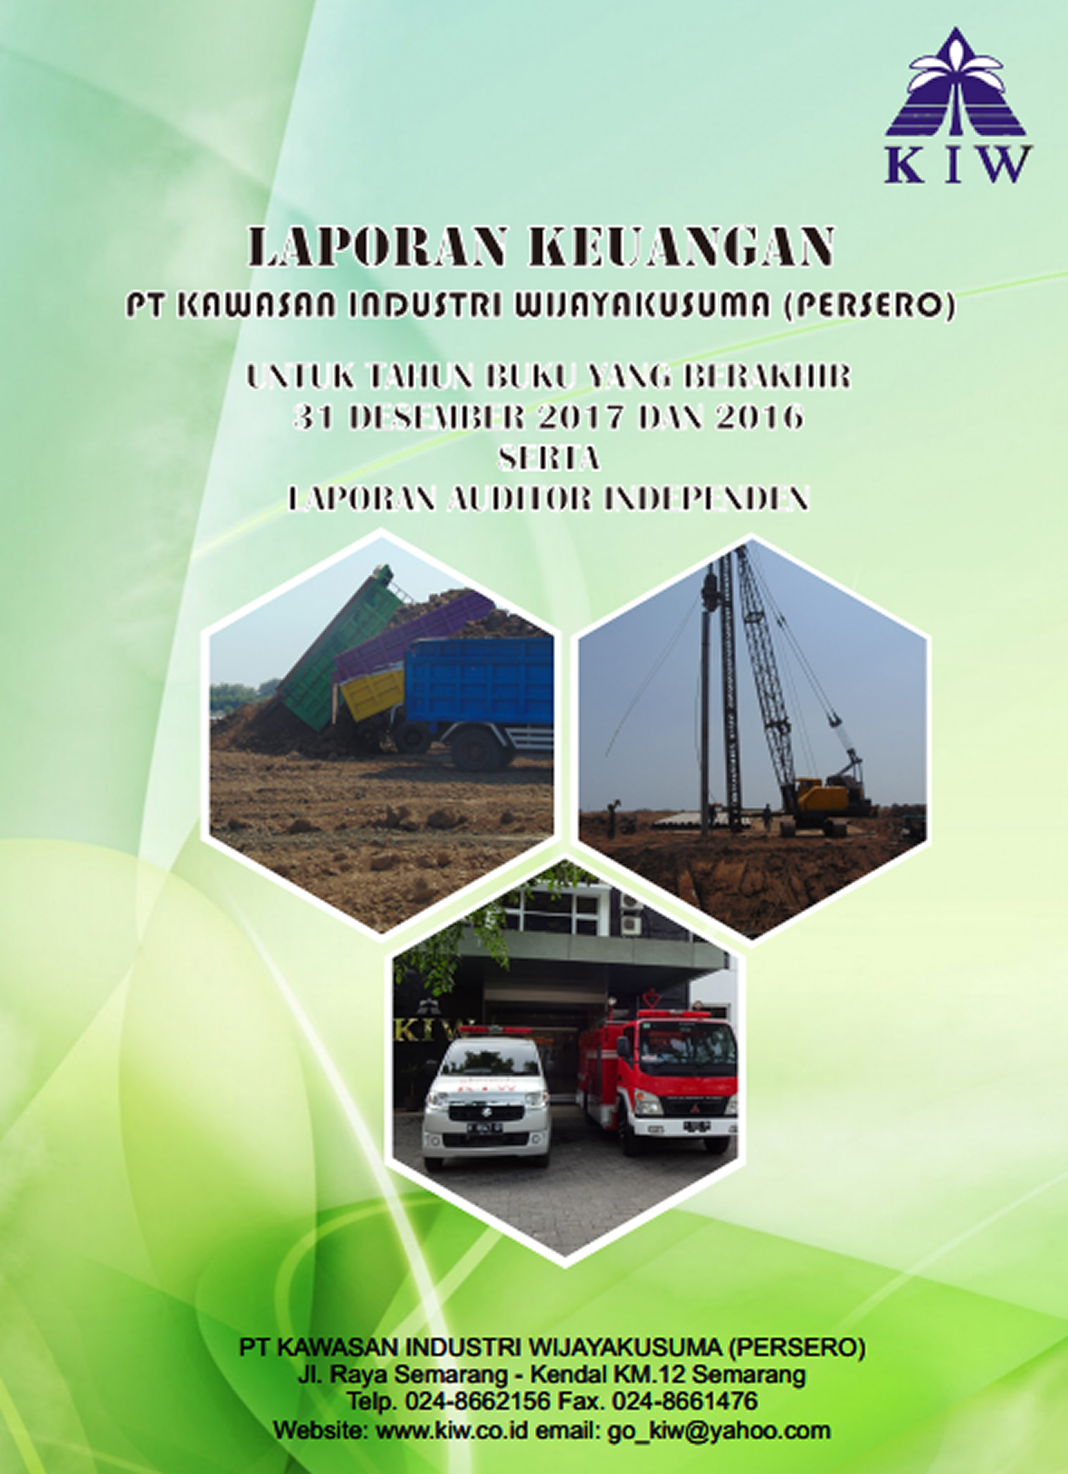 KIW
LAPORAN KEUANGAN
PT KAWASAN INDUSTRI WIJAYAKUSUMA (PERSERO)
UNTUK TAHUN BUKU YANG BERAKHIR
31 DESEMBER 2017 DAN 2016
SERTA
LAPORAN AUDITOR INDEPENDEN
KIW
KIW
PT KAWASAN INDUSTRI WIJAYAKUSUMA (PERSERO)
Jl. Raya Semarang - Kendal KM.12 Semarang
Telp. 024-8662156 Fax. 024-8661476
Website: www.kiw.co.id email: go_kiw@yahoo.com